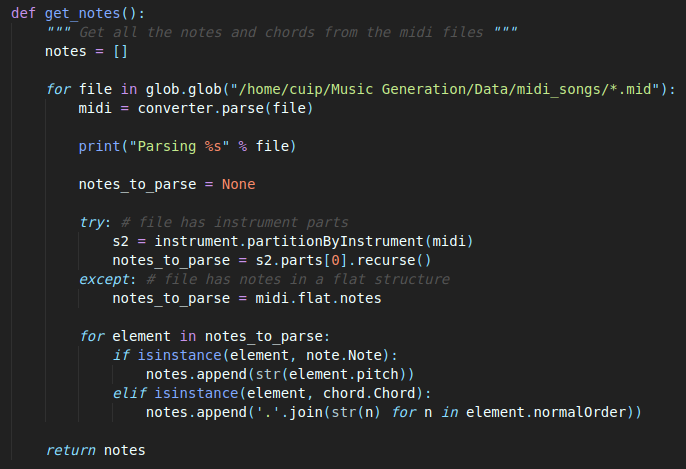 def get_notes():
    """ Get all the notes and chords from the midi files """
    notes = []

    for file in glob.glob("/home/cuip/Music Generation/Data/midi_songs/*.mid"):
        midi = converter.parse(file)

        print("Parsing %s" % file)

        notes_to_parse = None

        try: # file has instrument parts
            s2 = instrument.partitionByInstrument(midi)
            notes_to_parse = s2.parts[0].recurse()
        except: # file has notes in a flat structure
            notes_to_parse = midi.flat.notes

        for element in notes_to_parse:
            if isinstance(element, note.Note):
                notes.append(str(element.pitch))
            elif isinstance(element, chord.Chord):
                notes.append('.'.join(str(n) for n in element.normalOrder))

    return notes